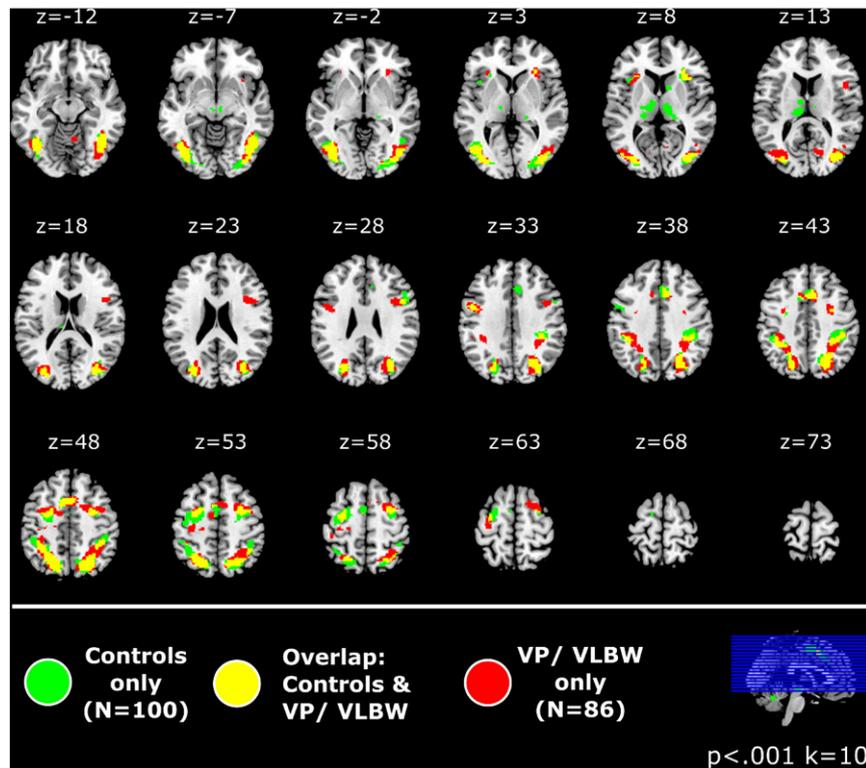 z=-12 z=-7 z=-2 z=3 z=8 z=13
z=18 z=23 z=28 z=33 z=38 z=43
z=48 z=53 z=58 z=63 z=68 z=73
Controls
only
(N=100)
Overlap:
Controls &
VP/ VLBW
VP/ VLBW
only
(N=86)
p<.001 k=10